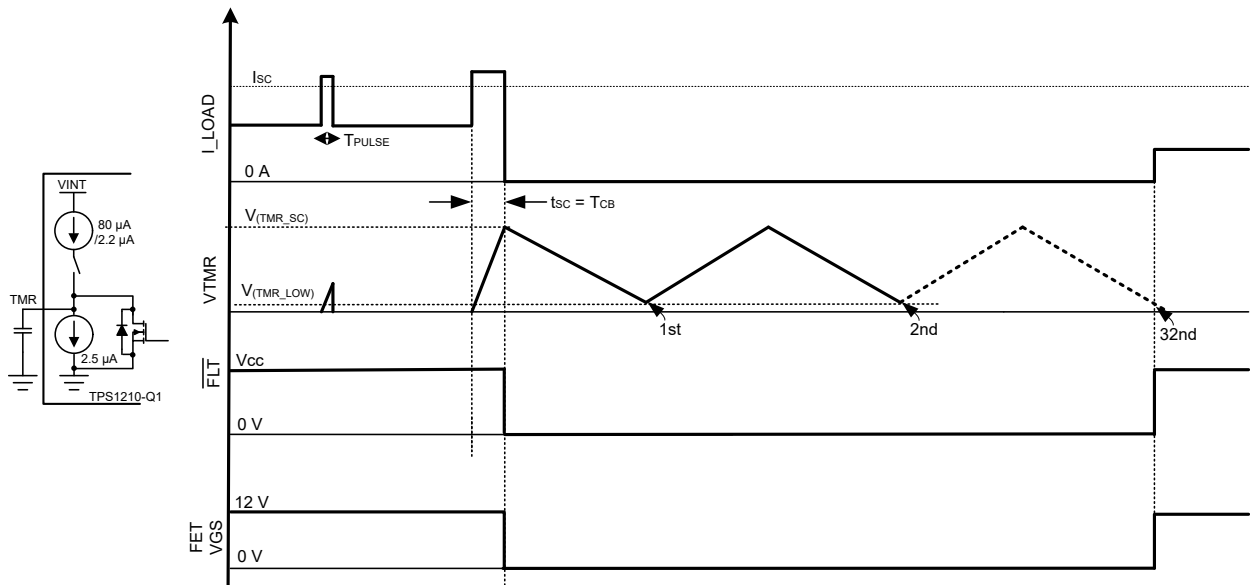 VINT
80 µA
/2.2 µA
TMR
2.5 µA
TPS1210-Q1
I_LOAD
ISC
TPULSE
0 A
tSC = TCB
VTMR
V(TMR_SC)
V(TMR_LOW)
1st
2nd
32nd
FLT
Vcc
0 V
FET
VGS
12 V
0 V